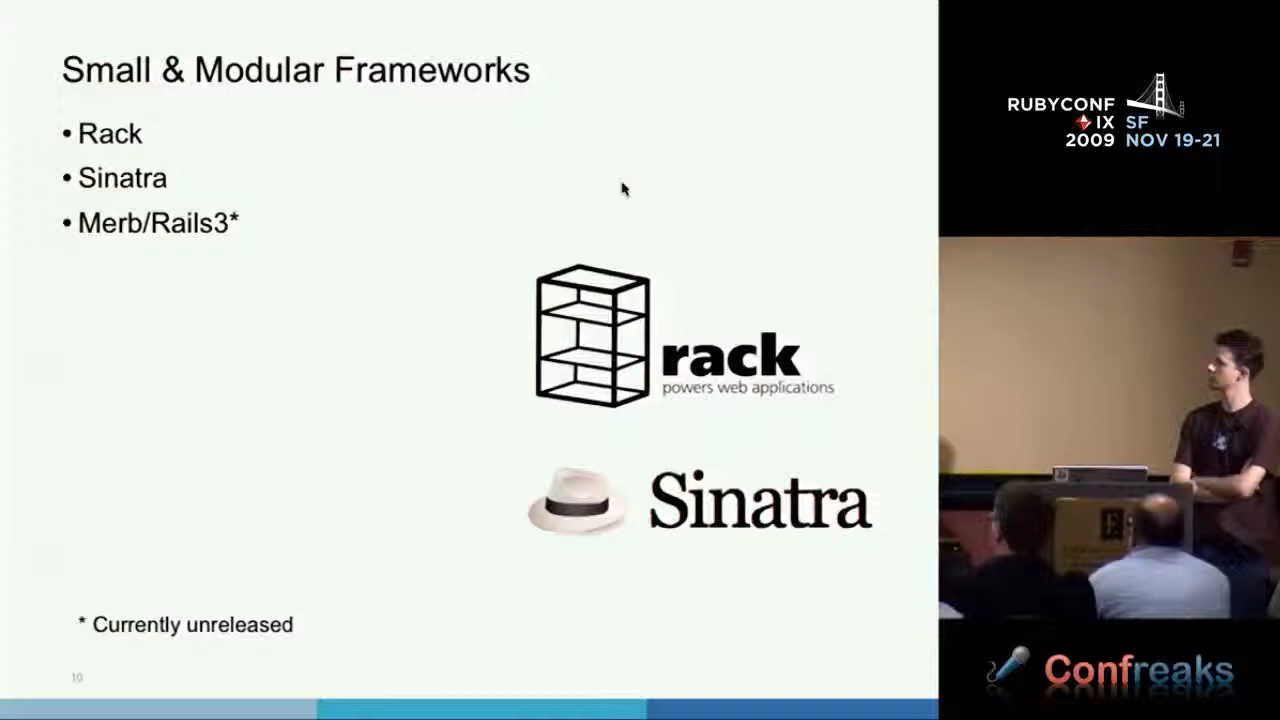 Small & Modular Frameworks
• Rack
• Sinatra
• Merb/Rails3*
rack
powers web applications
Sinatra
* Currently unreleased
10
RUBYCONF
IX SF
2009 NOV 19-21
E
Confreaks